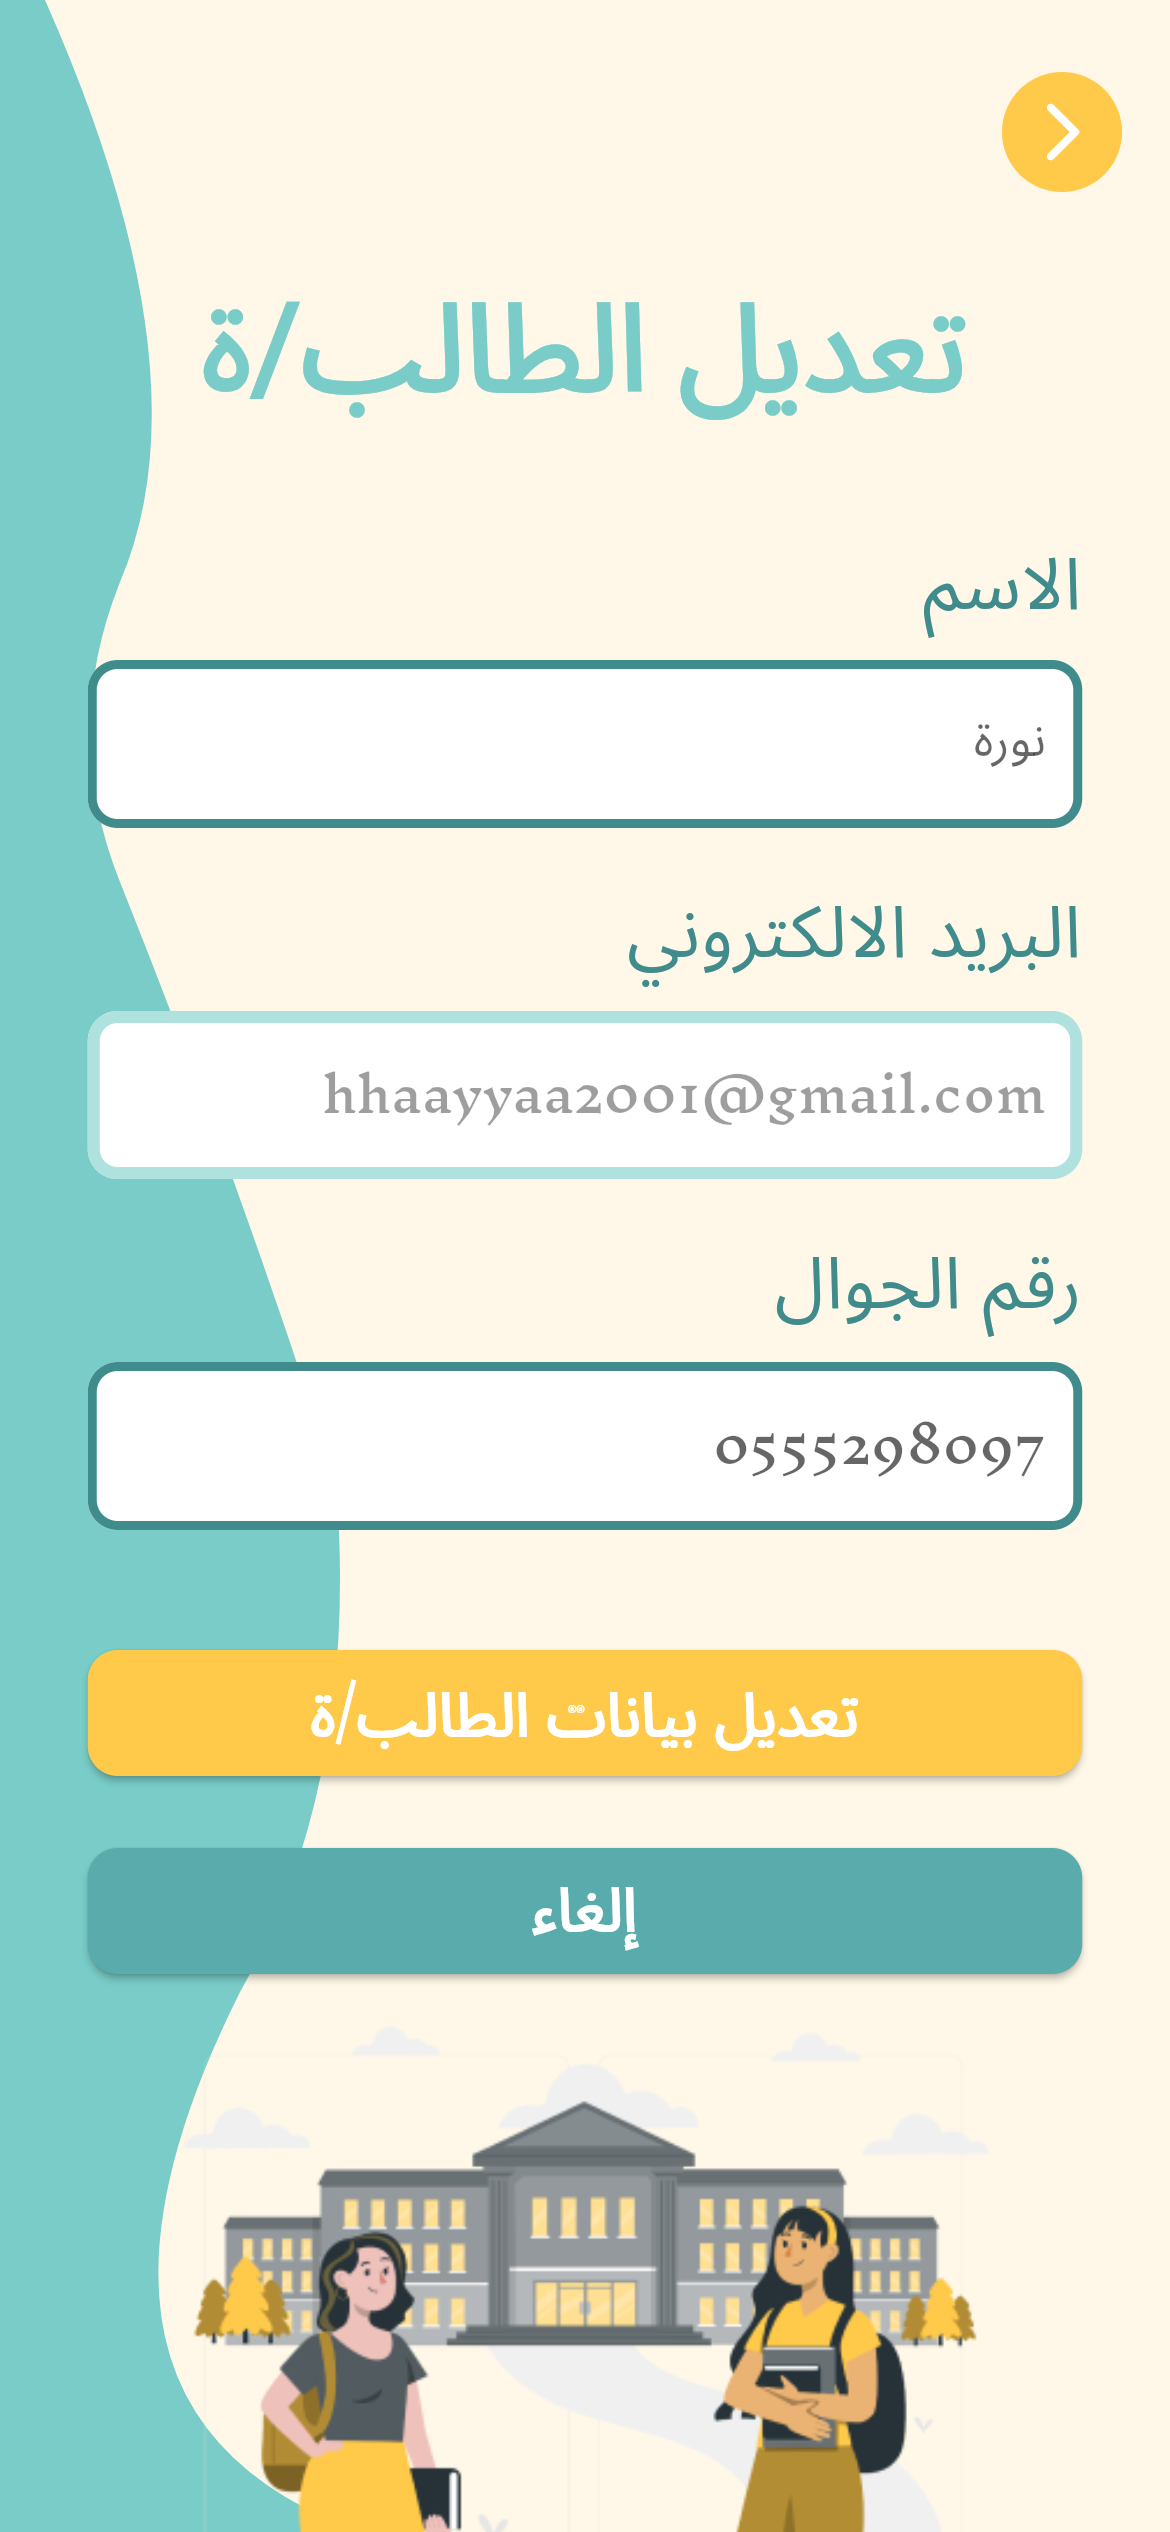 تعديل الطالب/ة
الاسم
نورة
البريد الالكتروني
hhaayyaa2001@gmail.com
رقم الجوال
0555298097
تعديل بيانات الطالب/ة
إلغاء